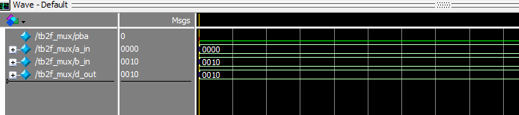 Wave - Default
Msgs
/tb2f_mux/pba 0
/tb2f_mux/a_in 0000 0000
/tb2f_mux/b_in 0010 0010
/tb2f_mux/d_out 0010 0010